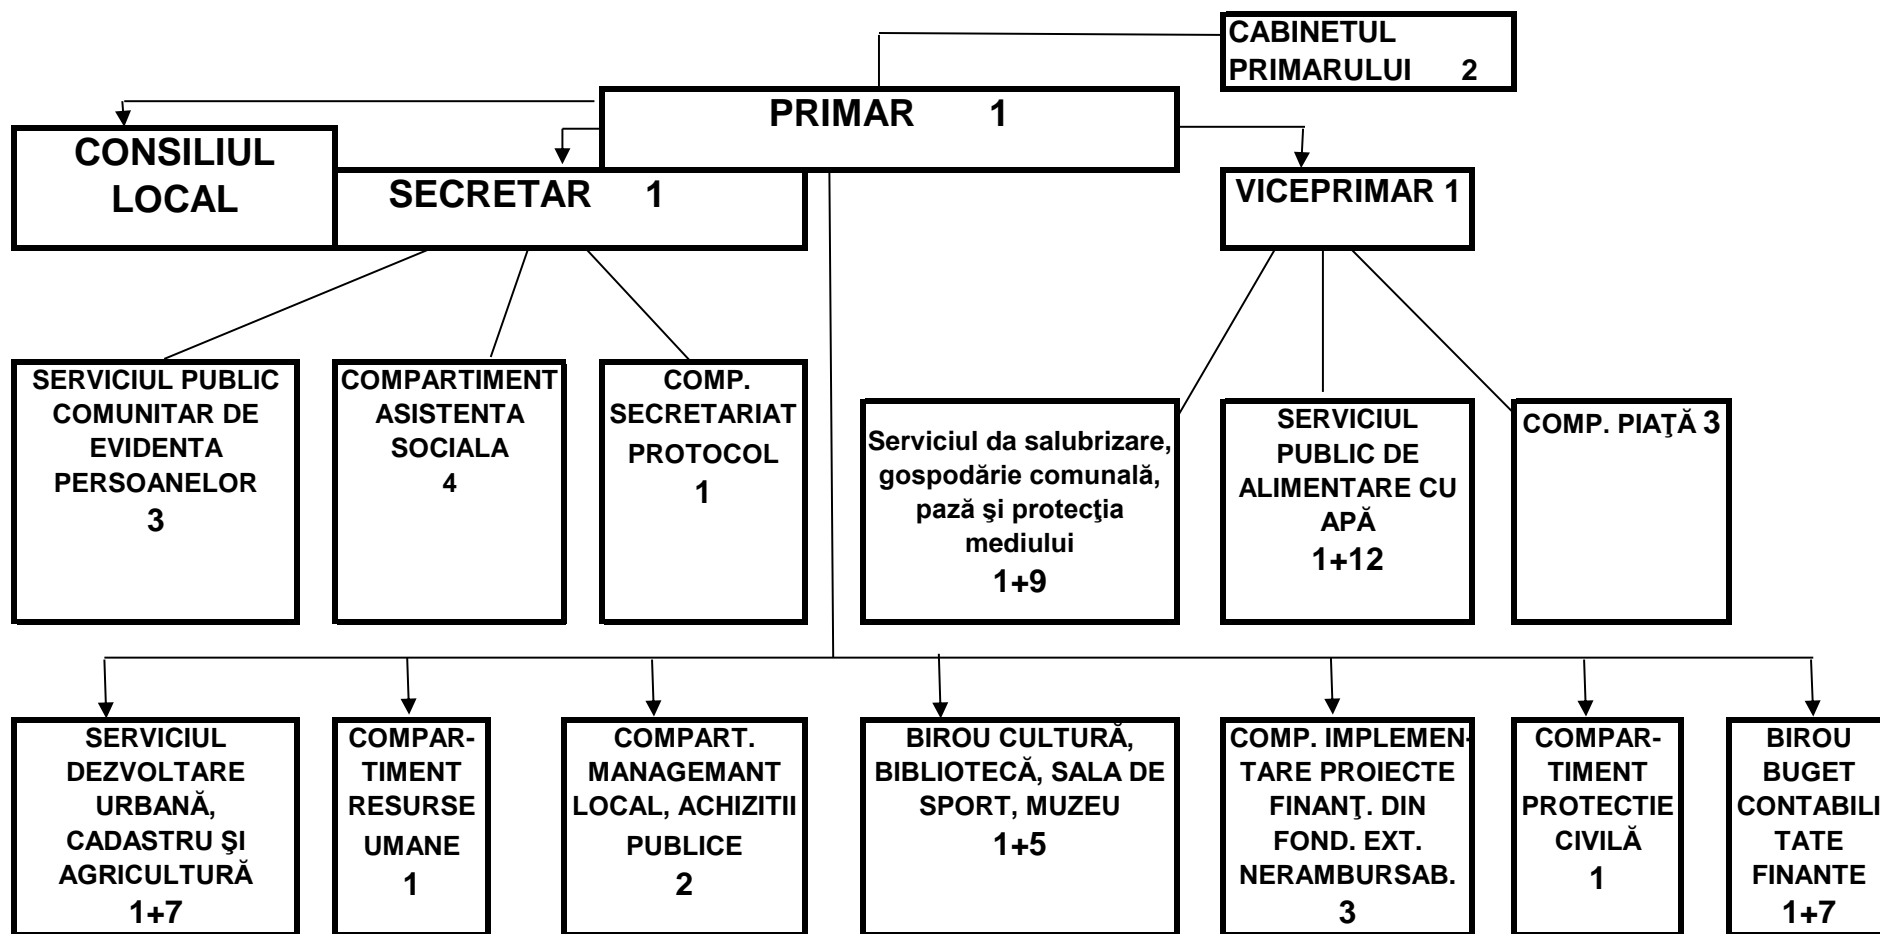 CABINETUL
PRIMARULUI 2
PRIMAR 1
CONSILIUL
LOCAL
SECRETAR 1
VICEPRIMAR 1
SERVICIUL PUBLIC
COMUNITAR DE
EVIDENTA
PERSOANELOR
3
COMPARTIMENT
ASISTENTA
SOCIALA
4
COMP.
SECRETARIAT
PROTOCOL
1
Serviciul da salubrizare,
gospodărie comunală,
pază şi protecţia
mediului
1+9
SERVICIUL
PUBLIC DE
ALIMENTARE CU
APĂ
1+12
COMP. PIAŢĂ 3
SERVICIUL
DEZVOLTARE
URBANĂ,
CADASTRU ŞI
AGRICULTURĂ
1+7
COMPAR-
TIMENT
RESURSE
UMANE
1
COMPART.
MANAGEMANT
LOCAL, ACHIZITII
PUBLICE
2
BIROU CULTURĂ,
BIBLIOTECĂ, SALA DE
SPORT, MUZEU
1+5
COMP. IMPLEMEN-
TARE PROIECTE
FINANŢ. DIN
FOND. EXT.
NERAMBURSAB.
3
COMPAR-
TIMENT
PROTECTIE
CIVILĂ
1
BIROU
BUGET
CONTABILI
TATE
FINANTE
1+7